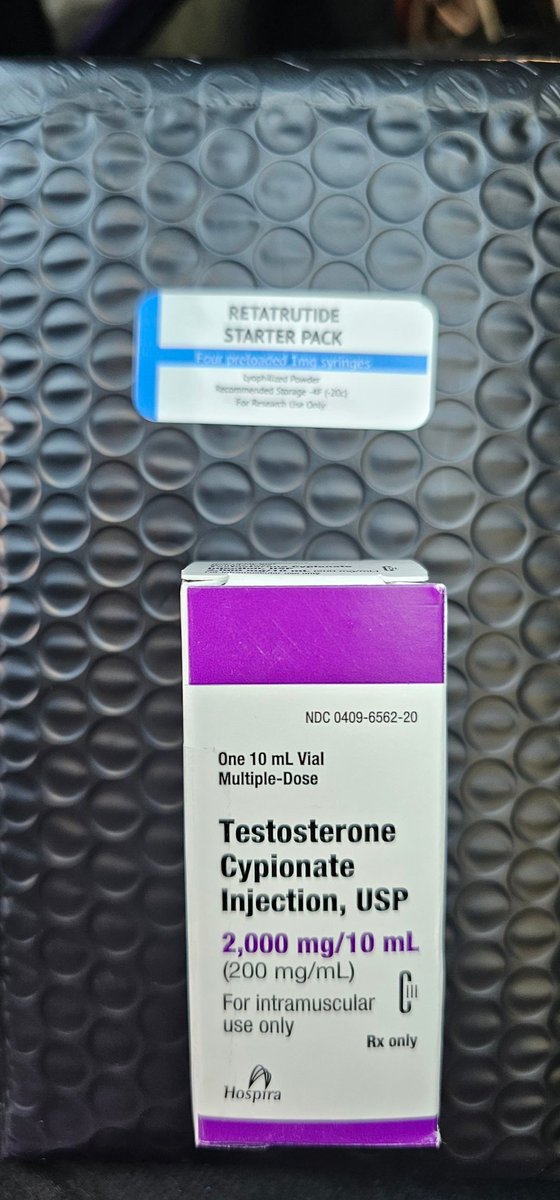 RETATRUTIDE
STARTER PACK
Four preloaded 1mg syringes
Lyophilized Powder
Recommended Storage -4F (-20c)
For Research Use Only
NDC 0409-6562-20
One 10 mL Vial
Multiple-Dose
Testosterone
Cypionate
Injection, USP
2,000 mg/10 mL
(200 mg/mL)
CIII
For intramuscular
use only
Rx only
Hospira